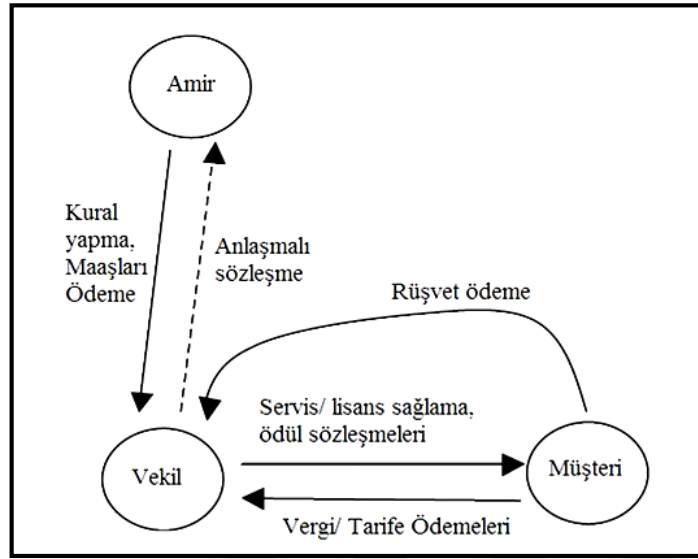 Amir
Kural
yapma,
Maaşları
Ödeme
Anlaşmalı
sözleşme
Rüşvet ödeme
Servis/ lisans sağlama,
ödül sözleşmeleri
Vekil
Müşteri
Vergi/ Tarife Ödemeleri